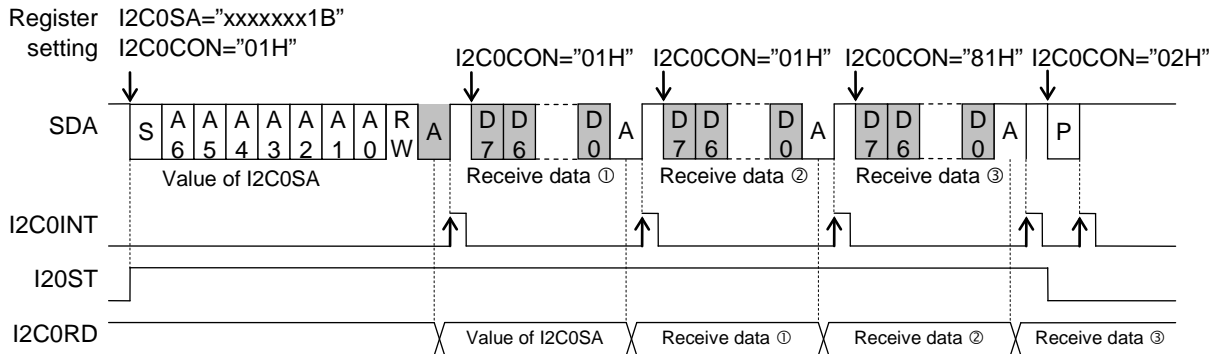 Register I2C0SA="xxxxxxx1B"
setting I2C0CON="01H"
I2C0CON="01H" I2C0CON="01H" I2C0CON="81H" I2C0CON="02H"
SDA S A6 A5 A4 A3 A2 A1 A0 RW A D7 D6 D0 A D7 D6 D0 A D7 D6 D0 A P
Value of I2C0SA Receive data ① Receive data ② Receive data ③
I2C0INT
I20ST
I2C0RD Value of I2C0SA Receive data ① Receive data ② Receive data ③